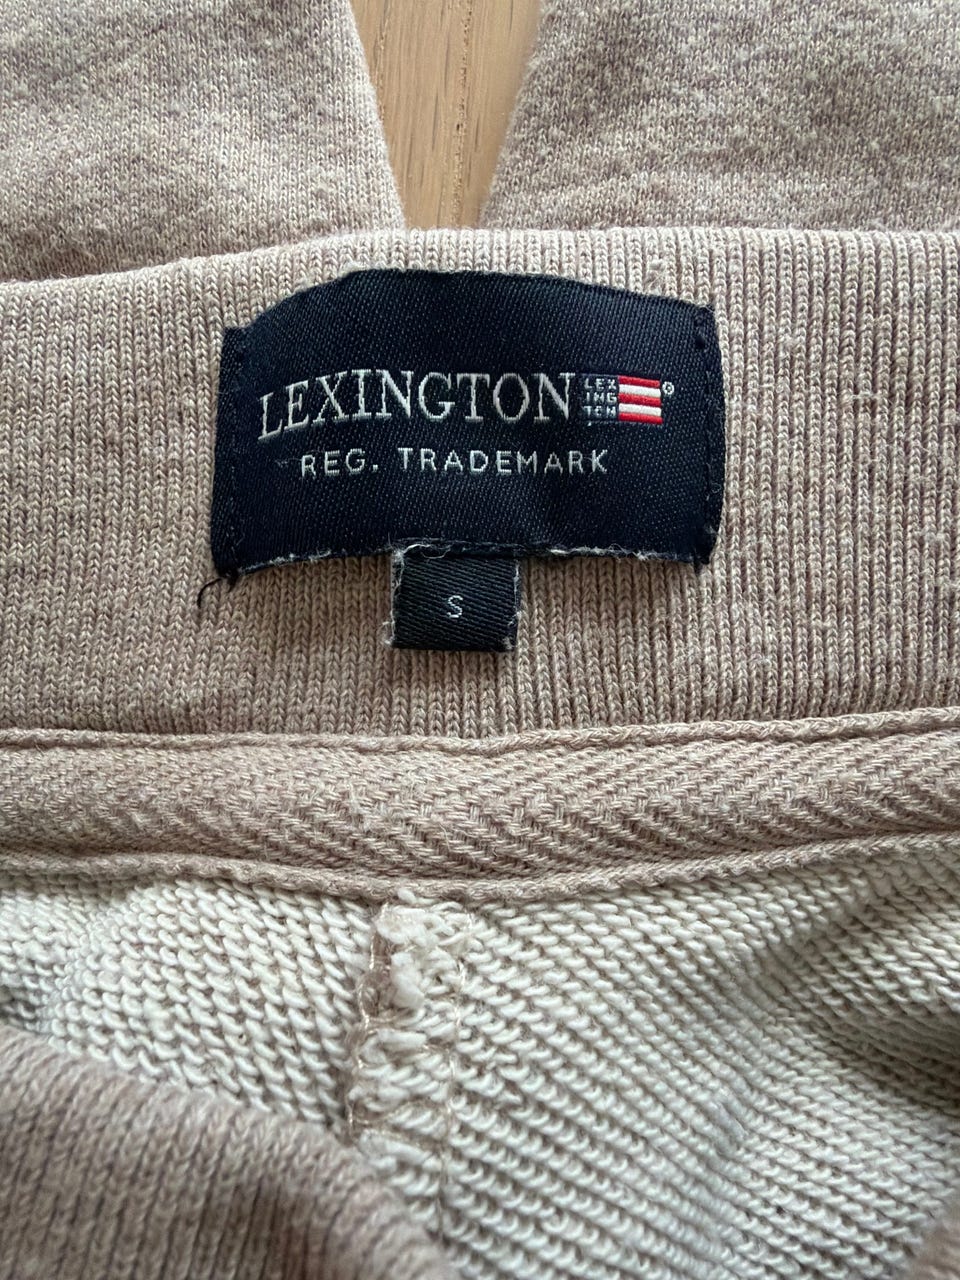 LEXINGTON
LEX
ING
TON
®
REG. TRADEMARK
S